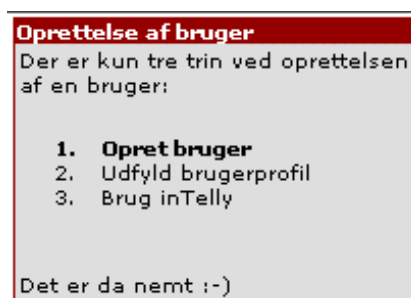 Oprettelse af bruger
Der er kun tre trin ved oprettelsen
af en bruger:
1. Opret bruger
2. Udfyld brugerprofil
3. Brug inTelly
Det er da nemt :-)